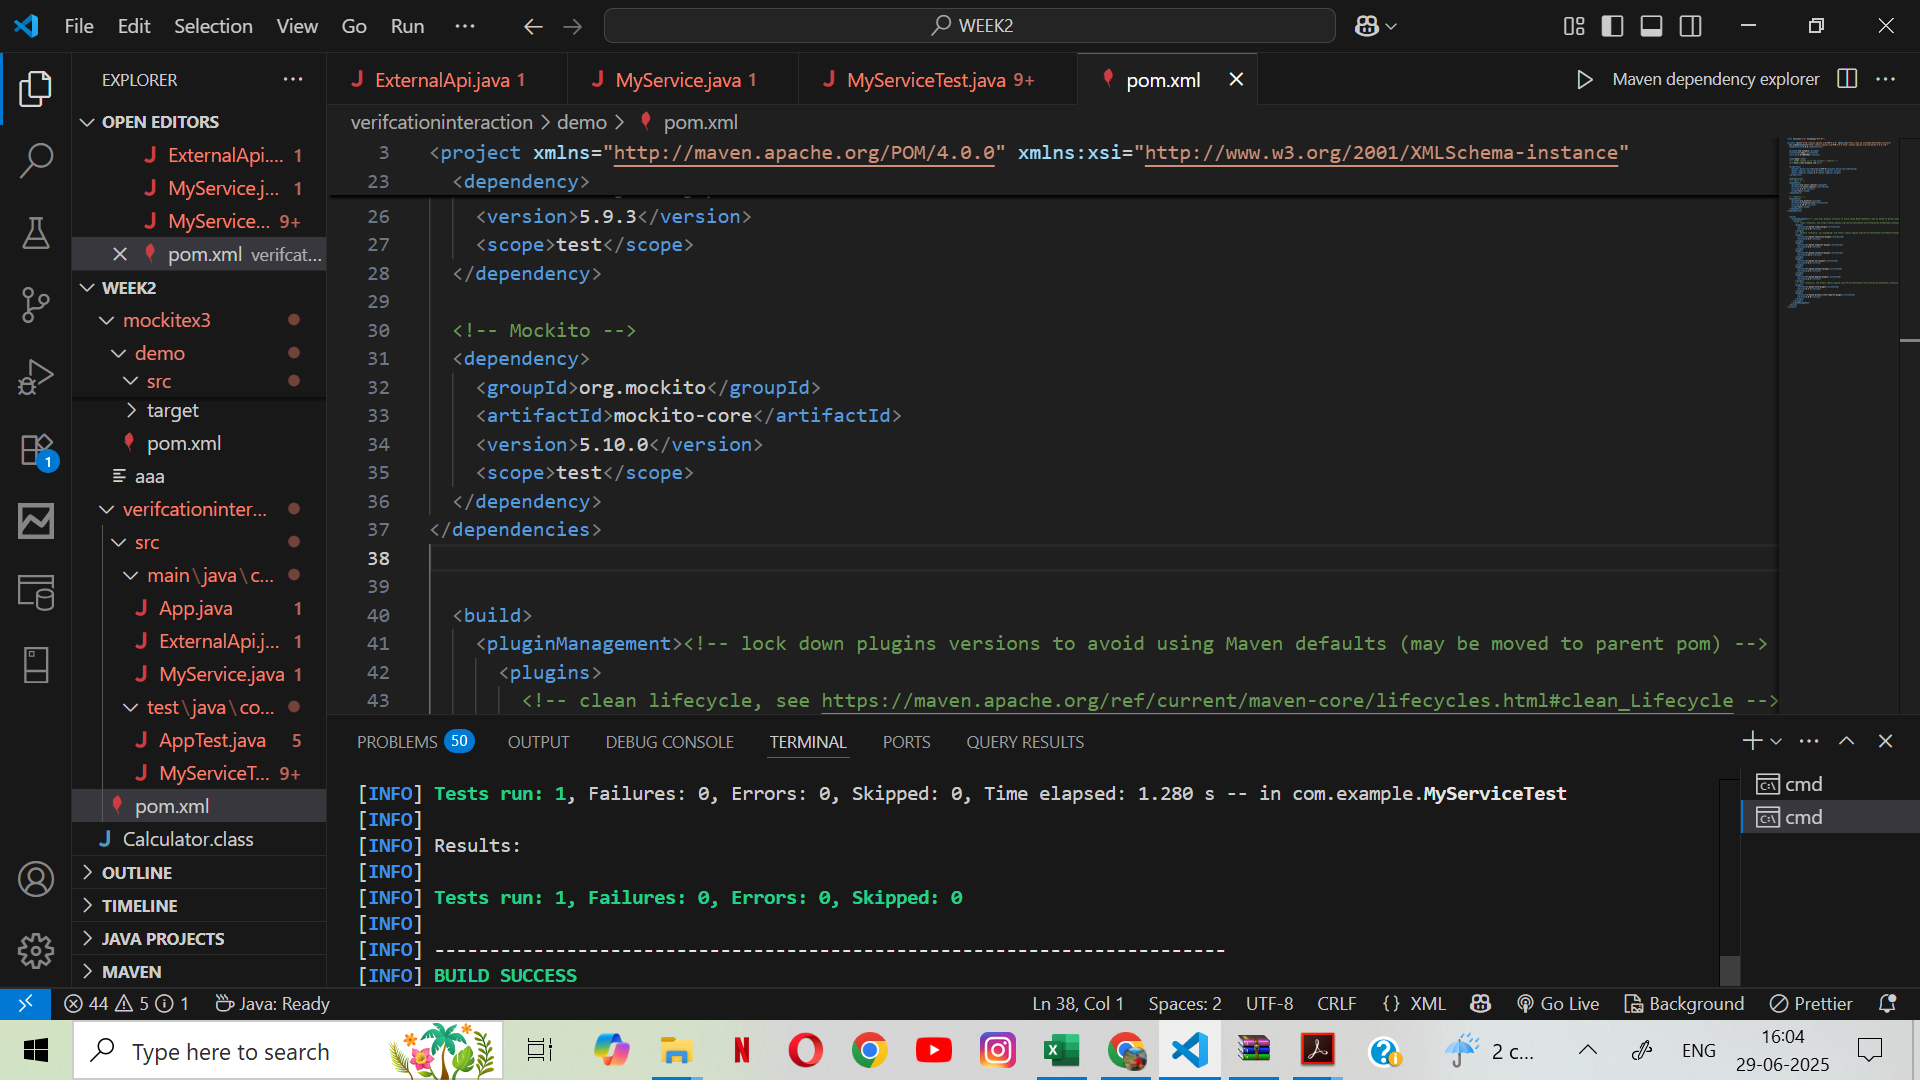 File Edit Selection View Go Run ···
WEEK2
EXPLORER ···
OPEN EDITORS
ExternalApi.... 1
MyService.j... 1
MyService... 9+
pom.xml verifcat...
WEEK2
mockitex3
demo
src
target
pom.xml
aaa
verifcationinter...
src
main\java\c...
App.java 1
ExternalApi.j... 1
MyService.java 1
test\java\co...
AppTest.java 5
MyServiceT... 9+
pom.xml
Calculator.class
OUTLINE
TIMELINE
JAVA PROJECTS
MAVEN
1
ExternalApi.java 1
MyService.java 1
MyServiceTest.java 9+
pom.xml
Maven dependency explorer
verifcationinteraction > demo > pom.xml
3 <project xmlns="http://maven.apache.org/POM/4.0.0" xmlns:xsi="http://www.w3.org/2001/XMLSchema-instance"
23 <dependency>
26 <version>5.9.3</version>
27 <scope>test</scope>
28 </dependency>
29
30 <!-- Mockito -->
31 <dependency>
32 <groupId>org.mockito</groupId>
33 <artifactId>mockito-core</artifactId>
34 <version>5.10.0</version>
35 <scope>test</scope>
36 </dependency>
37 </dependencies>
38
39
40 <build>
41 <pluginManagement><!-- lock down plugins versions to avoid using Maven defaults (may be moved to parent pom) -->
42 <plugins>
43 <!-- clean lifecycle, see https://maven.apache.org/ref/current/maven-core/lifecycles.html#clean_Lifecycle -->
PROBLEMS 50 OUTPUT DEBUG CONSOLE TERMINAL PORTS QUERY RESULTS
[INFO] Tests run: 1, Failures: 0, Errors: 0, Skipped: 0, Time elapsed: 1.280 s -- in com.example.MyServiceTest
[INFO]
[INFO] Results:
[INFO]
[INFO] Tests run: 1, Failures: 0, Errors: 0, Skipped: 0
[INFO]
[INFO] ------------------------------------------------------------------------
[INFO] BUILD SUCCESS
cmd
cmd
44 5 1 Java: Ready
Ln 38, Col 1 Spaces: 2 UTF-8 CRLF {} XML Go Live Background Prettier
Type here to search
2 c...
ENG
16:04
29-06-2025